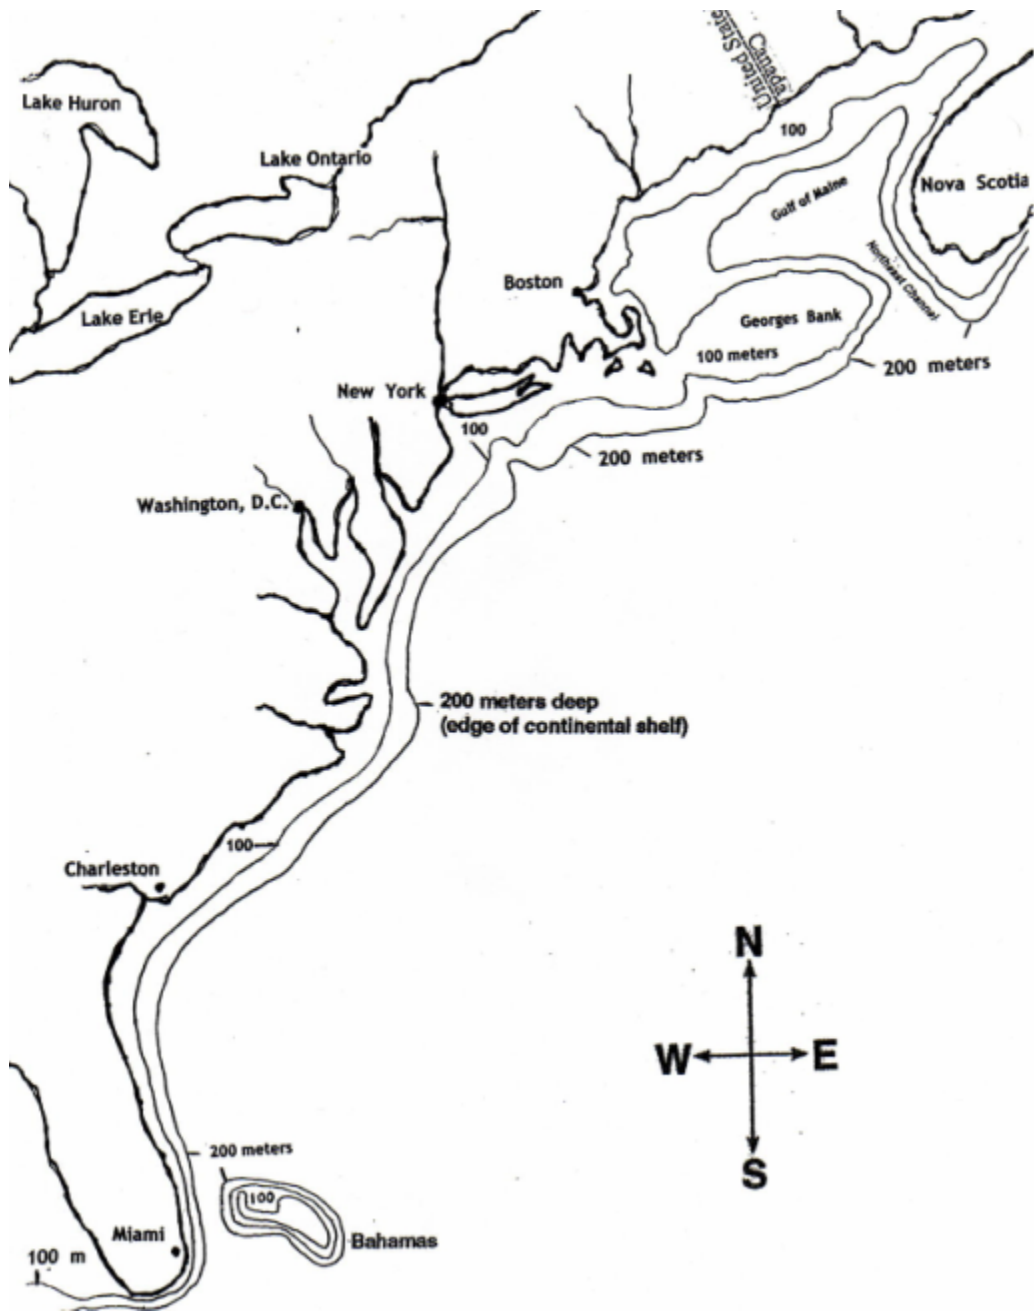 United State
Canada
Lake Huron
100
Lake Ontario
Nova Scotia
Gulf of Maine
Northeast Channel
Boston
Lake Erie
Georges Bank
100 meters
200 meters
New York
100
200 meters
Washington, D.C.
200 meters deep
(edge of continental shelf)
100
Charleston
N
W E
S
200 meters
100
Miami
Bahamas
100 m